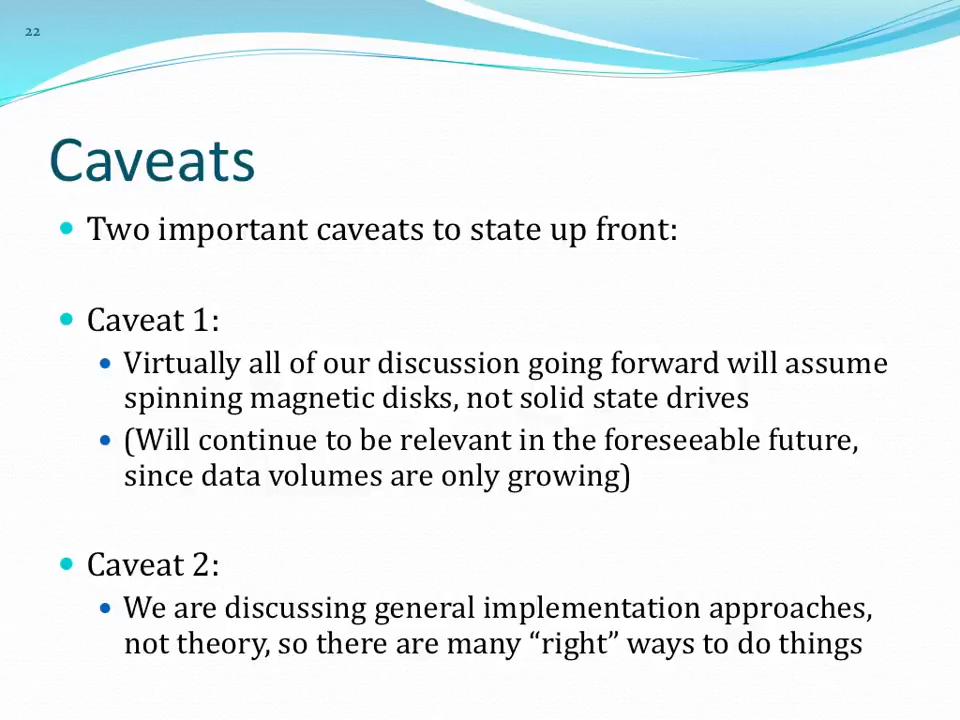 22
Caveats
• Two important caveats to state up front:
• Caveat 1:
• Virtually all of our discussion going forward will assume
spinning magnetic disks, not solid state drives
• (Will continue to be relevant in the foreseeable future,
since data volumes are only growing)
• Caveat 2:
• We are discussing general implementation approaches,
not theory, so there are many “right” ways to do things